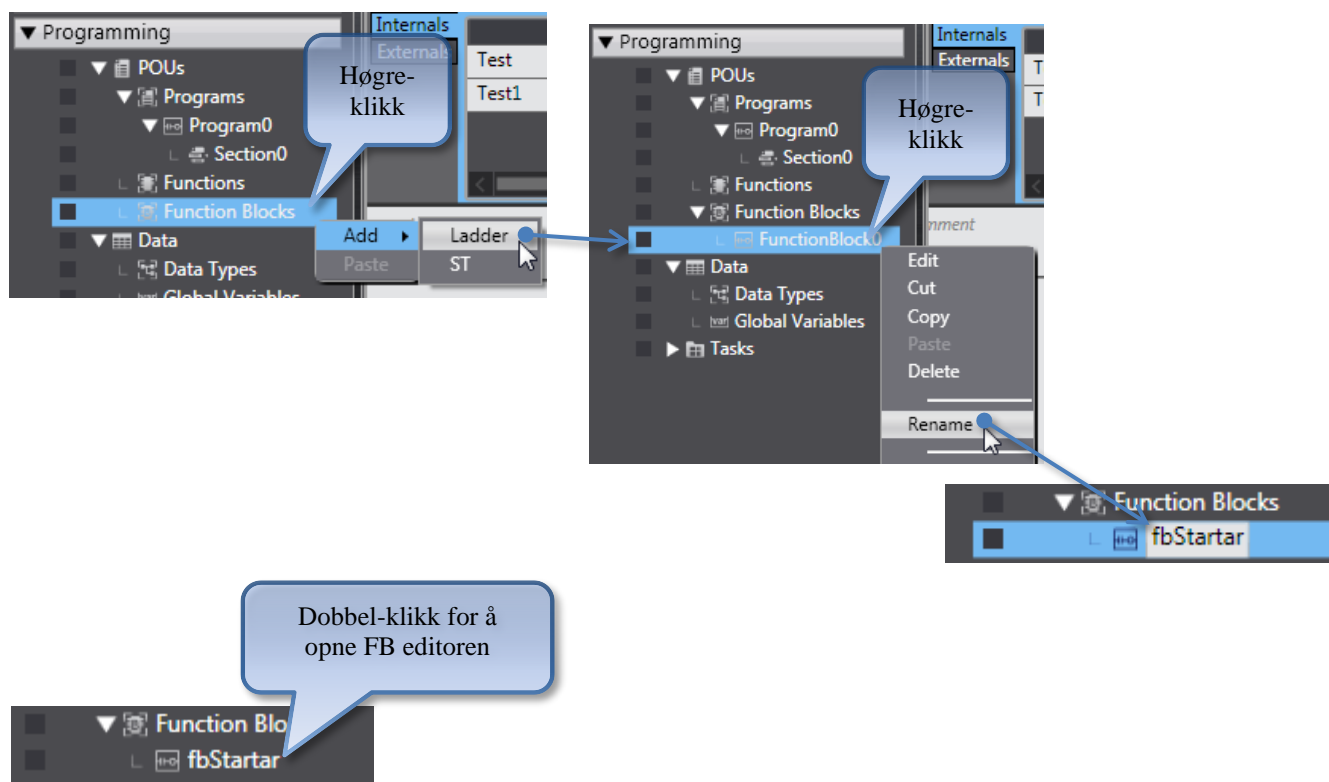 Programming
POUs
Programs
Program0
Section0
Functions
Function Blocks
Data
Data Types
Global Variables
Internals
Externals
Test
Test1
Høgre-
klikk
Add
Paste
Ladder
ST
Programming
POUs
Programs
Program0
Section0
Functions
Function Blocks
FunctionBlock0
Data
Data Types
Global Variables
Tasks
Internals
Externals
T
T
Høgre-
klikk
Edit
Cut
Copy
Paste
Delete
Rename
Function Blocks
fbStartar
Dobbel-klikk for å
opne FB editoren
Function Blo
fbStartar